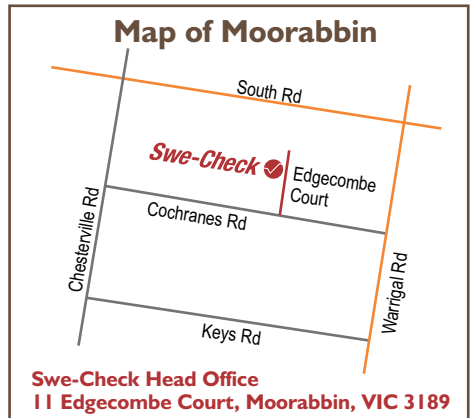 Map of Moorabbin
South Rd
Swe-Check
Edgecombe
Court
Cochranes Rd
Chesterville Rd
Warrigal Rd
Keys Rd
Swe-Check Head Office
11 Edgecombe Court, Moorabbin, VIC 3189